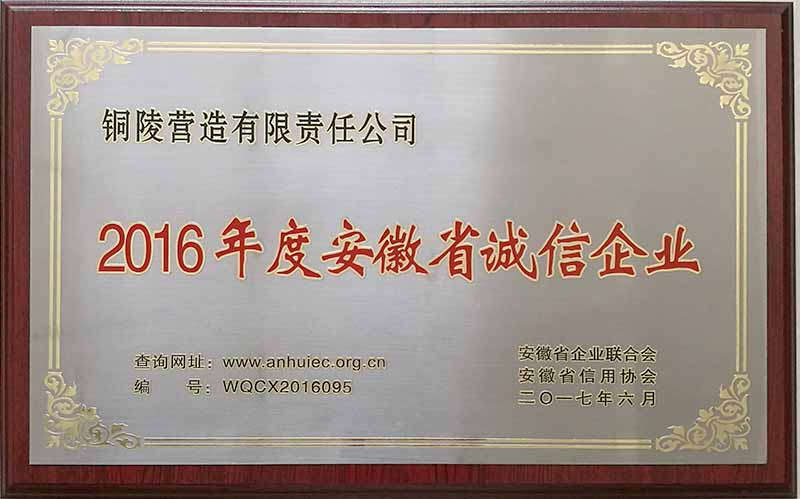 铜陵营造有限责任公司
2016年度安徽省诚信企业
查询网址：www.anhuiec.org.cn
编　　号：WQCX2016095
安徽省企业联合会
安徽省信用协会
二〇一七年六月